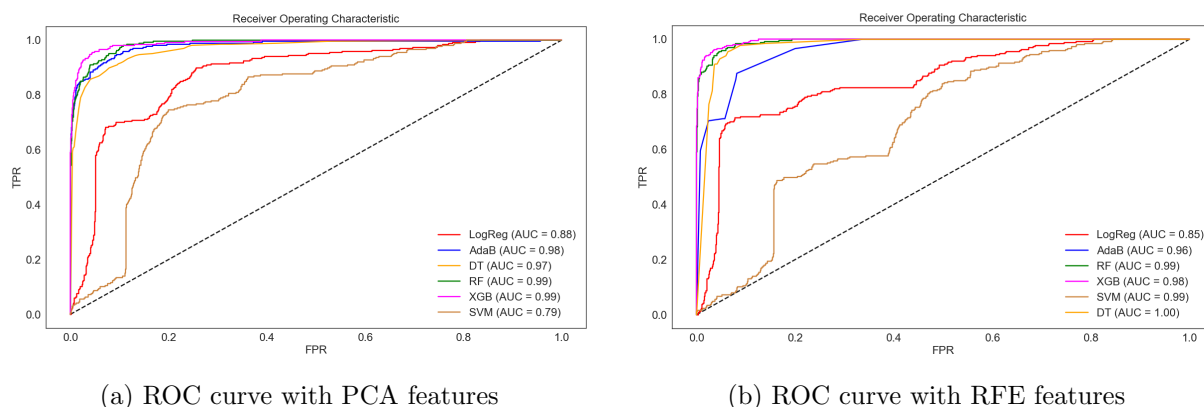 Receiver Operating Characteristic
1.0
0.8
0.6
0.4
0.2
0.0
TPR
LogReg (AUC = 0.88)
AdaB (AUC = 0.98)
DT (AUC = 0.97)
RF (AUC = 0.99)
XGB (AUC = 0.99)
SVM (AUC = 0.79)
0.0 0.2 0.4 0.6 0.8 1.0
FPR
(a) ROC curve with PCA features
Receiver Operating Characteristic
1.0
0.8
0.6
0.4
0.2
0.0
TPR
LogReg (AUC = 0.85)
AdaB (AUC = 0.96)
RF (AUC = 0.99)
XGB (AUC = 0.98)
SVM (AUC = 0.99)
DT (AUC = 1.00)
0.0 0.2 0.4 0.6 0.8 1.0
FPR
(b) ROC curve with RFE features